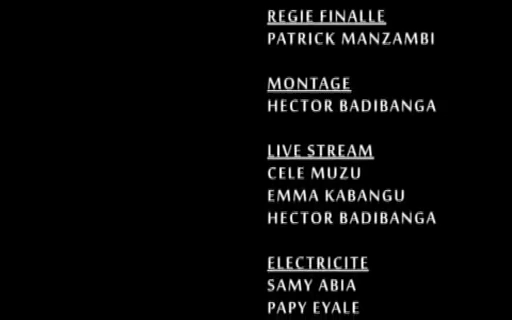 REGIE FINALLE
PATRICK MANZAMBI
MONTAGE
HECTOR BADIBANGA
LIVE STREAM
CELE MUZU
EMMA KABANGU
HECTOR BADIBANGA
ELECTRICITE
SAMY ABIA
PAPY EYALE